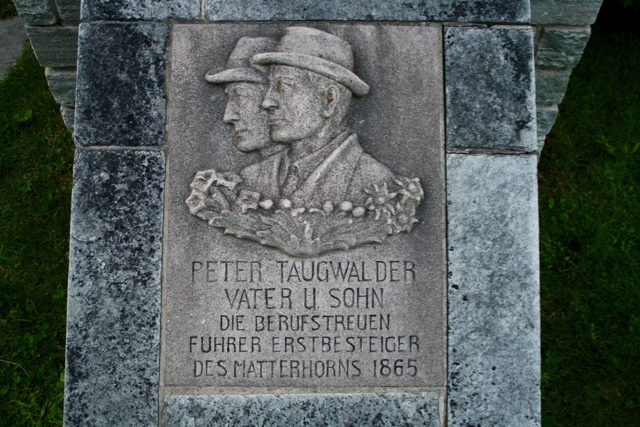 PETER TAUGWALDER
VATER U. SOHN
DIE BERUFSTREUEN
FUHRER ERSTBESTEIGER
DES MATTERHORNS 1865